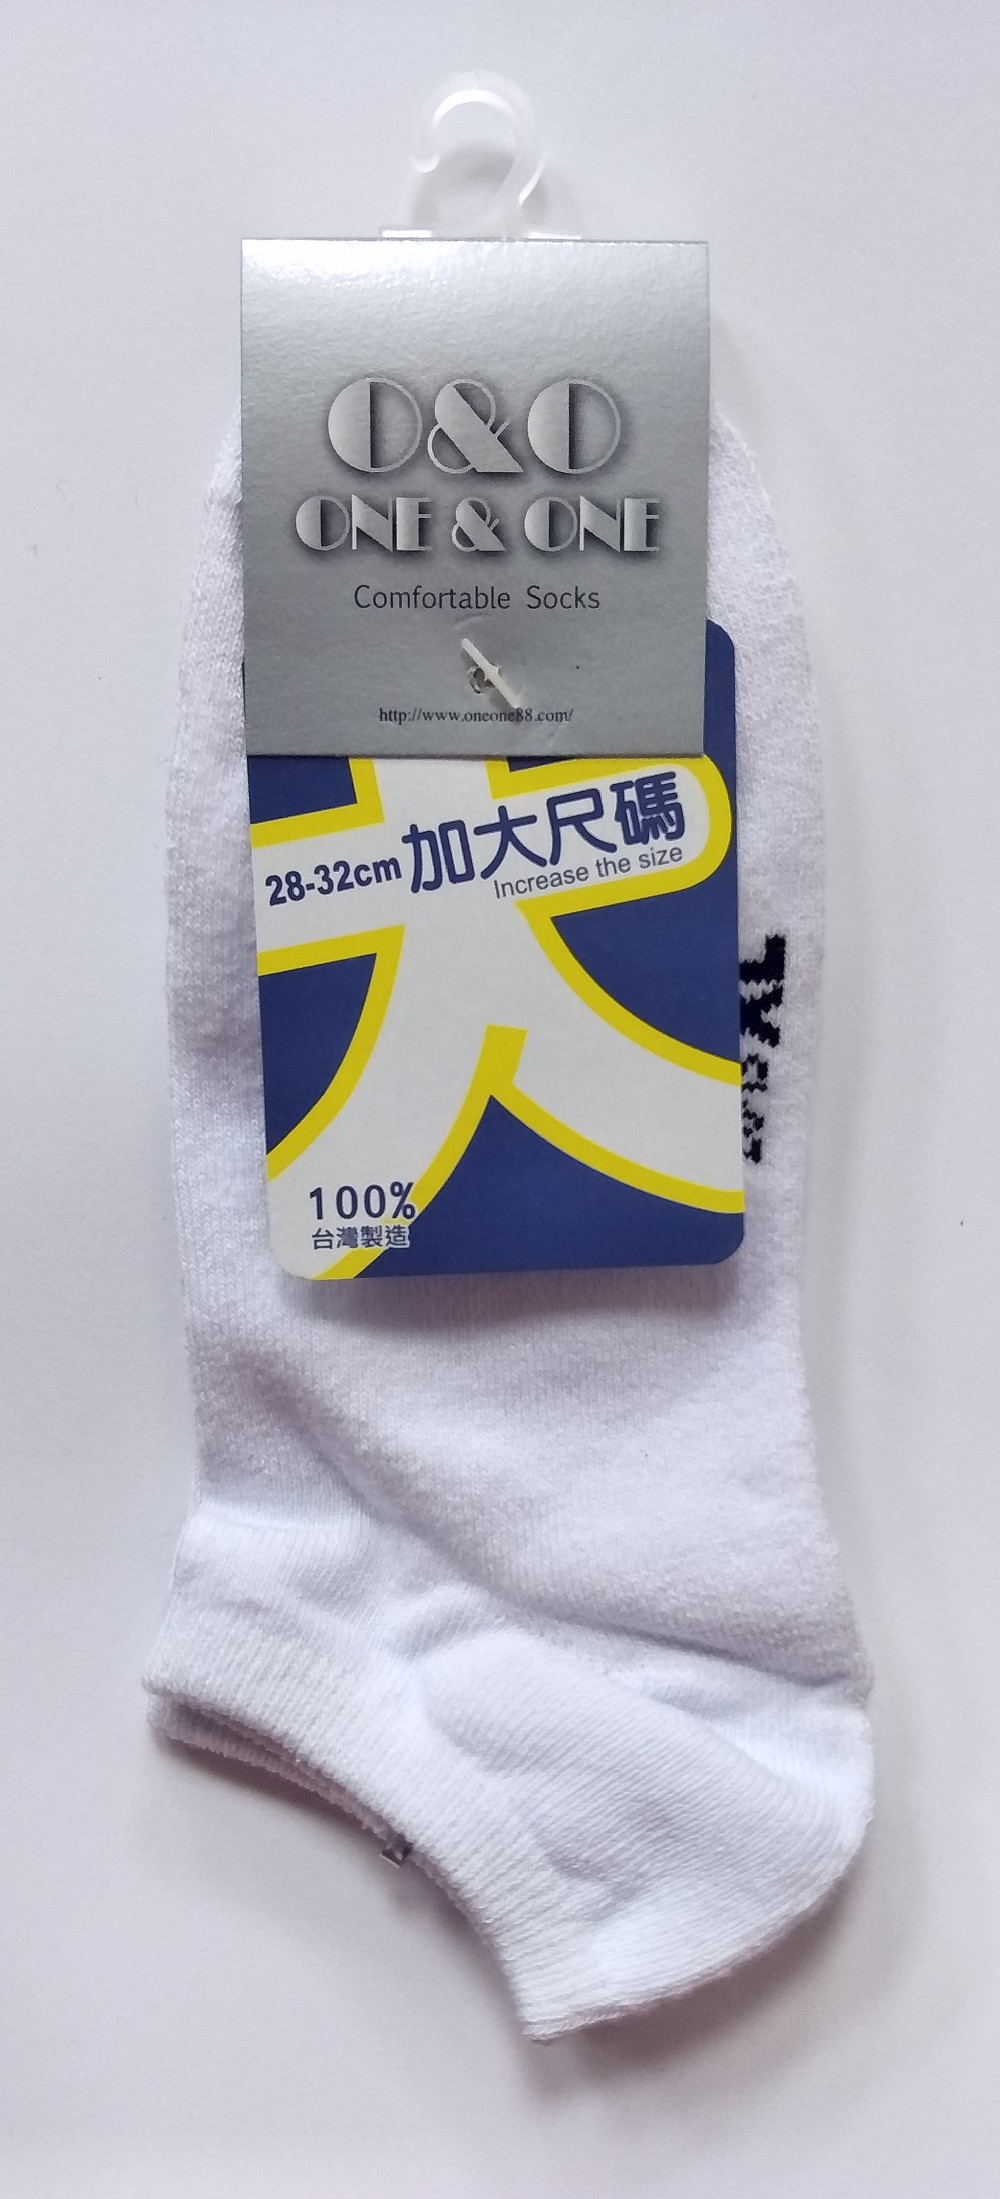 O&O
ONE & ONE
Comfortable Socks
http://www.oneone88.com/
大
28-32cm 加大尺碼
Increase the size
100%
台灣製造